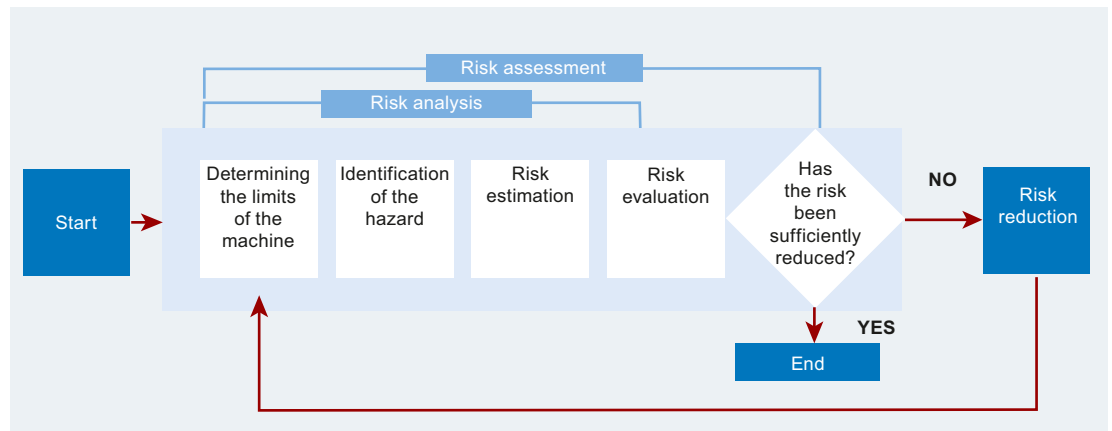 Risk assessment
Risk analysis
Start
Determining
the limits
of the
machine
Identification
of the
hazard
Risk
estimation
Risk
evaluation
Has
the risk
been
sufficiently
reduced?
NO
Risk
reduction
YES
End